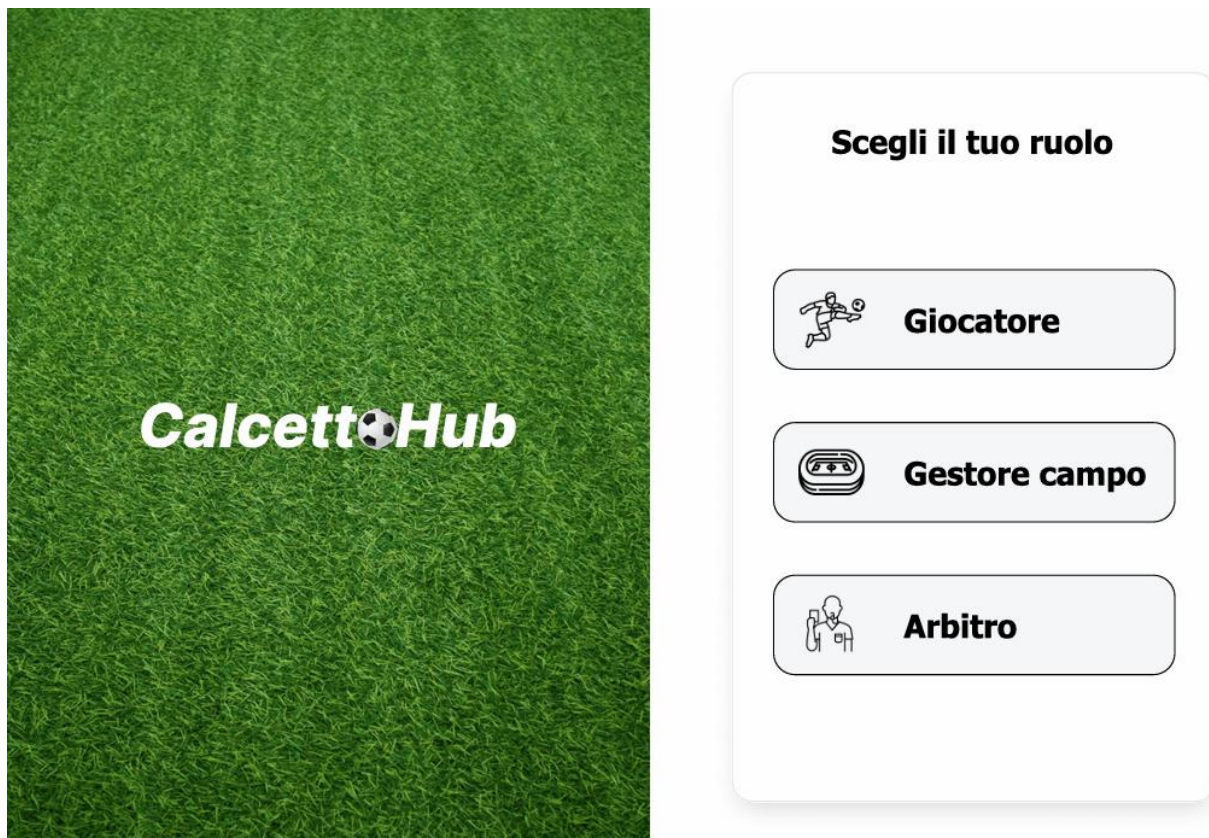 CalcettoHub
Scegli il tuo ruolo
Giocatore
Gestore campo
Arbitro